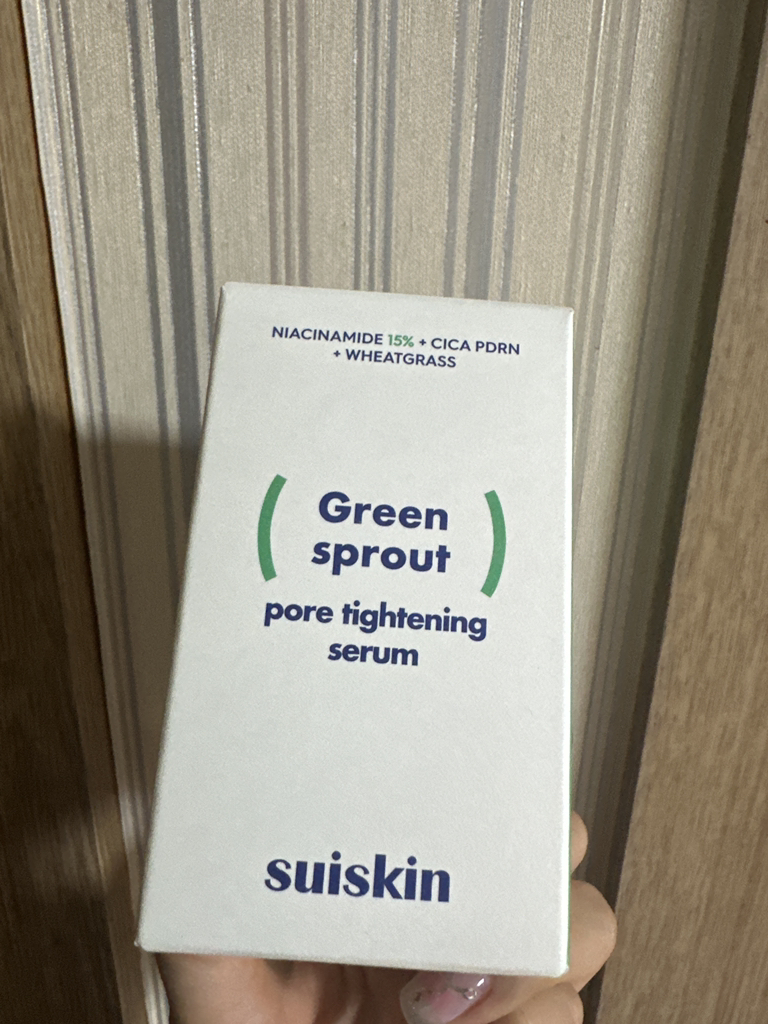 NIACINAMIDE 15% + CICA PDRN
+ WHEATGRASS
Green
sprout
pore tightening
serum
suiskin